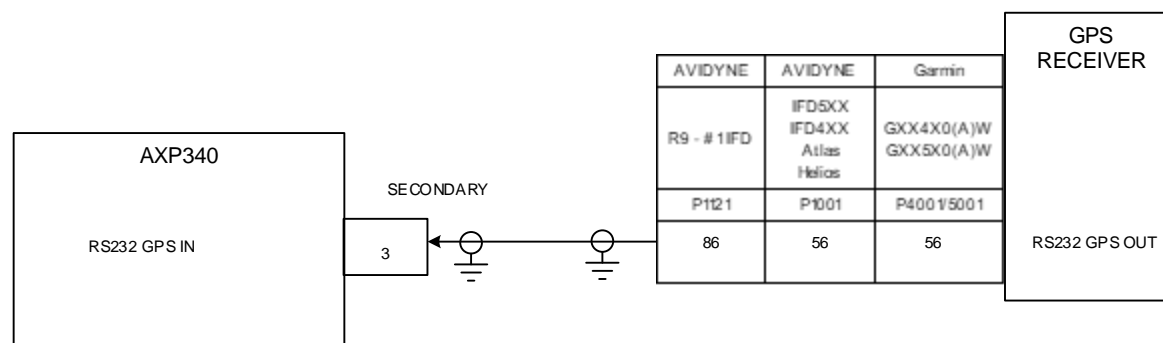 GPS
RECEIVER
AVIDYNE
AVIDYNE
Garmin
R9 - #1IFD
IFD5XX
IFD4XX
Atlas
Helios
GXX4X0(A)W
GXX5X0(A)W
P1121
P1001
P4001/5001
86
56
56
RS232 GPS OUT
AXP340
SECONDARY
RS232 GPS IN
3